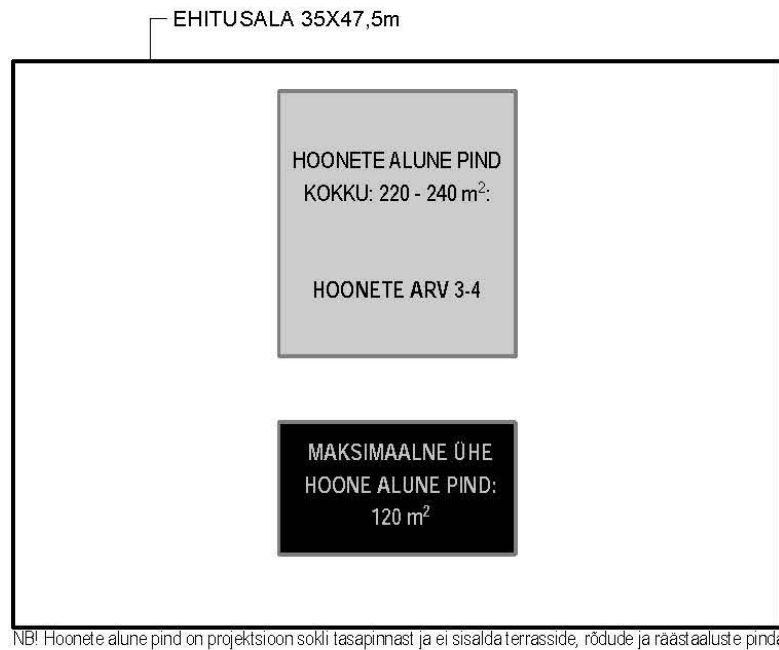 EHITUSALA 35X47,5m
HOONETE ALUNE PIND
KOKKU: 220 - 240 m²:
HOONETE ARV 3-4
MAKSIMAALNE ÜHE
HOONE ALUNE PIND:
120 m²
NB! Hoonete alune pind on projektsioon sokli tasapinnast ja ei sisalda terrasside, rõdude ja räästaaluste pinda